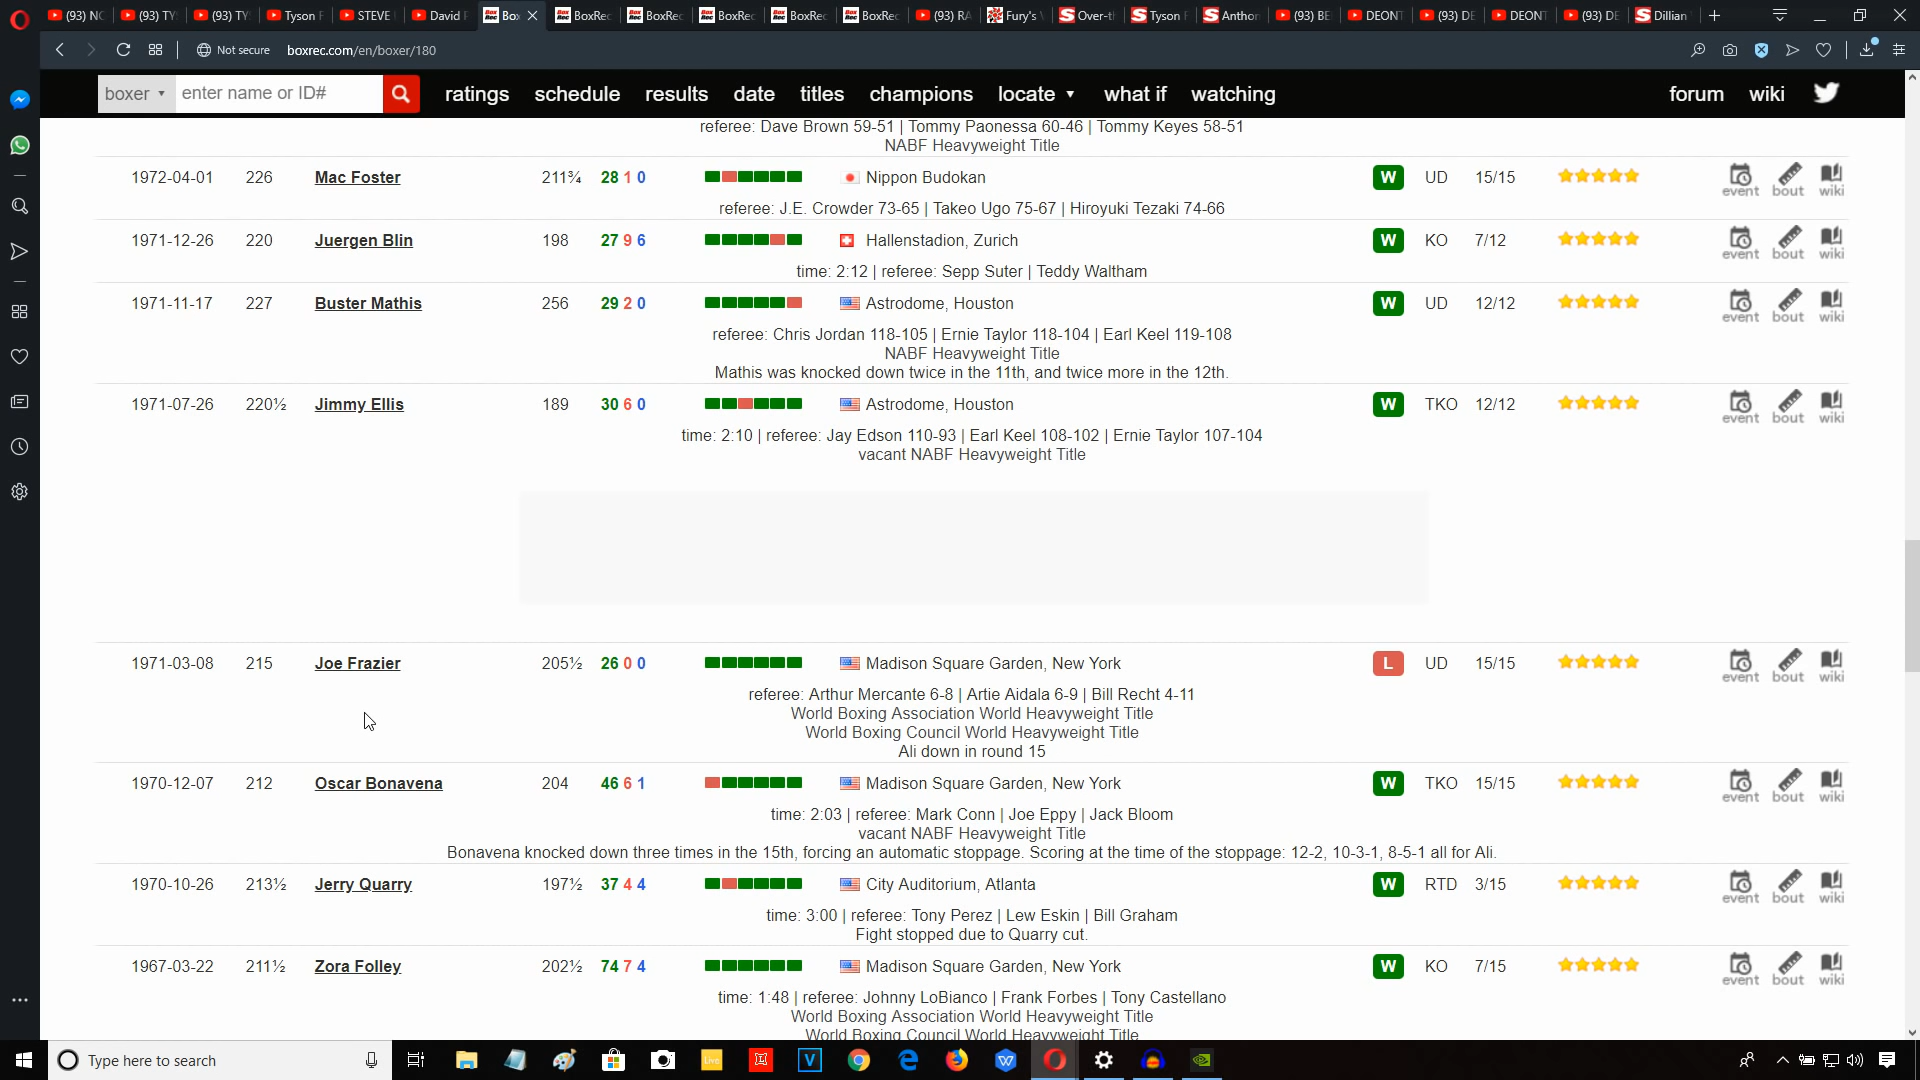 (93) NC
(93) TY
(93) TY
Tyson F
STEVE
David F
Box
BoxRec
BoxRec
BoxRec
BoxRec
BoxRec
(93) RA
Fury's
Over-th
Tyson F
Anthon
(93) BE
DEONT
(93) DE
DEONT
(93) DE
Dillian
Not secure
boxrec.com/en/boxer/180
boxer
enter name or ID#
ratings schedule results date titles champions locate what if watching
forum wiki
referee: Dave Brown 59-51 | Tommy Paonessa 60-46 | Tommy Keyes 58-51
NABF Heavyweight Title
1972-04-01 226 Mac Foster 211¾ 28 1 0 Nippon Budokan W UD 15/15 event bout wiki
referee: J.E. Crowder 73-65 | Takeo Ugo 75-67 | Hiroyuki Tezaki 74-66
1971-12-26 220 Juergen Blin 198 27 9 6 Hallenstadion, Zurich W KO 7/12 event bout wiki
time: 2:12 | referee: Sepp Suter | Teddy Waltham
1971-11-17 227 Buster Mathis 256 29 2 0 Astrodome, Houston W UD 12/12 event bout wiki
referee: Chris Jordan 118-105 | Ernie Taylor 118-104 | Earl Keel 119-108
NABF Heavyweight Title
Mathis was knocked down twice in the 11th, and twice more in the 12th.
1971-07-26 220½ Jimmy Ellis 189 30 6 0 Astrodome, Houston W TKO 12/12 event bout wiki
time: 2:10 | referee: Jay Edson 110-93 | Earl Keel 108-102 | Ernie Taylor 107-104
vacant NABF Heavyweight Title
1971-03-08 215 Joe Frazier 205½ 26 0 0 Madison Square Garden, New York L UD 15/15 event bout wiki
referee: Arthur Mercante 6-8 | Artie Aidala 6-9 | Bill Recht 4-11
World Boxing Association World Heavyweight Title
World Boxing Council World Heavyweight Title
Ali down in round 15
1970-12-07 212 Oscar Bonavena 204 46 6 1 Madison Square Garden, New York W TKO 15/15 event bout wiki
time: 2:03 | referee: Mark Conn | Joe Eppy | Jack Bloom
vacant NABF Heavyweight Title
Bonavena knocked down three times in the 15th, forcing an automatic stoppage. Scoring at the time of the stoppage: 12-2, 10-3-1, 8-5-1 all for Ali.
1970-10-26 213½ Jerry Quarry 197½ 37 4 4 City Auditorium, Atlanta W RTD 3/15 event bout wiki
time: 3:00 | referee: Tony Perez | Lew Eskin | Bill Graham
Fight stopped due to Quarry cut.
1967-03-22 211½ Zora Folley 202½ 74 7 4 Madison Square Garden, New York W KO 7/15 event bout wiki
time: 1:48 | referee: Johnny LoBianco | Frank Forbes | Tony Castellano
World Boxing Association World Heavyweight Title
World Boxing Council World Heavyweight Title
Type here to search